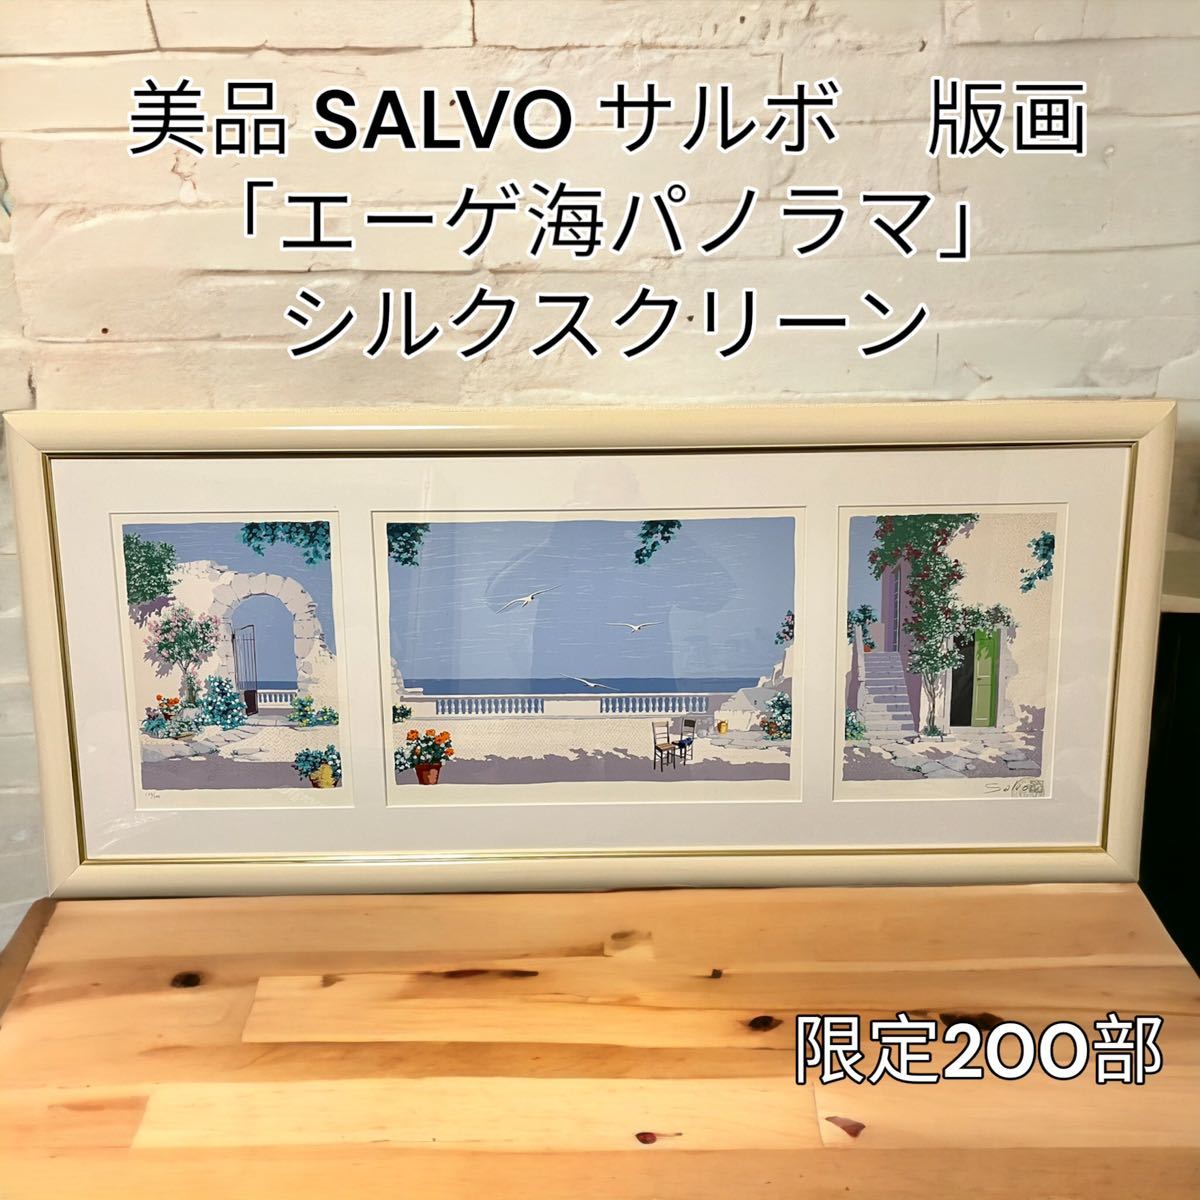 美品 SALVO サルボ　版画
「エーゲ海パノラマ」
シルクスクリーン
Salvo
限定200部